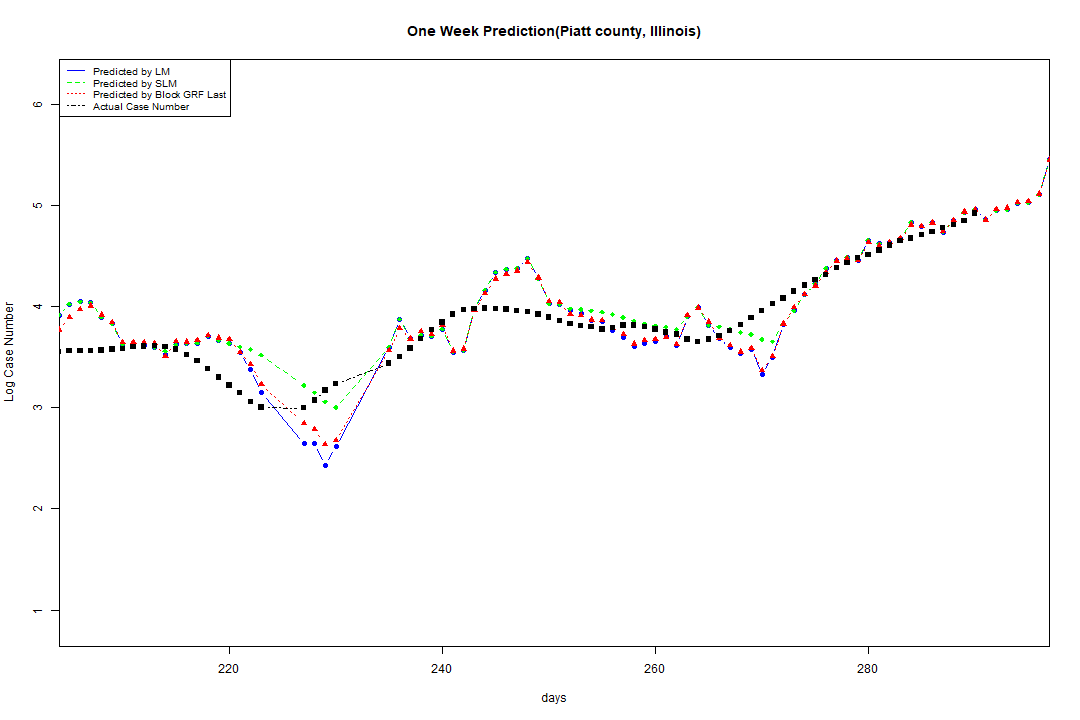 One Week Prediction(Piatt county, Illinois)
Predicted by LM
Predicted by SLM
Predicted by Block GRF Last
Actual Case Number
Log Case Number
6
5
4
3
2
1
220 240 260 280
days